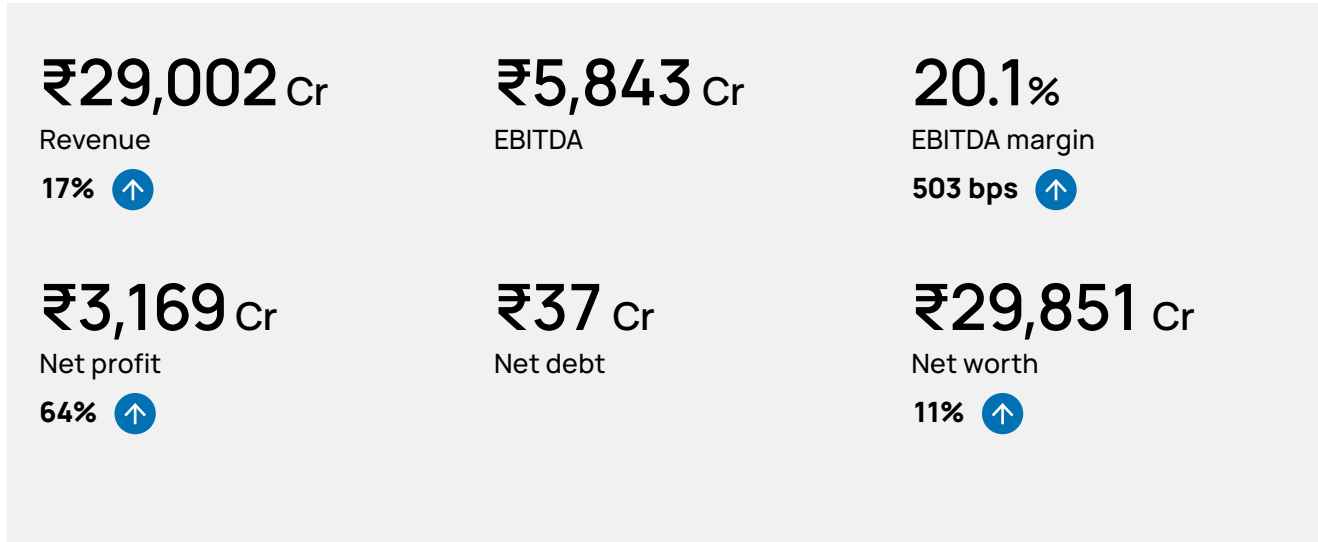 ₹29,002 Cr
Revenue
17%
₹5,843 Cr
EBITDA
20.1%
EBITDA margin
503 bps
₹3,169 Cr
Net profit
64%
₹37 Cr
Net debt
₹29,851 Cr
Net worth
11%